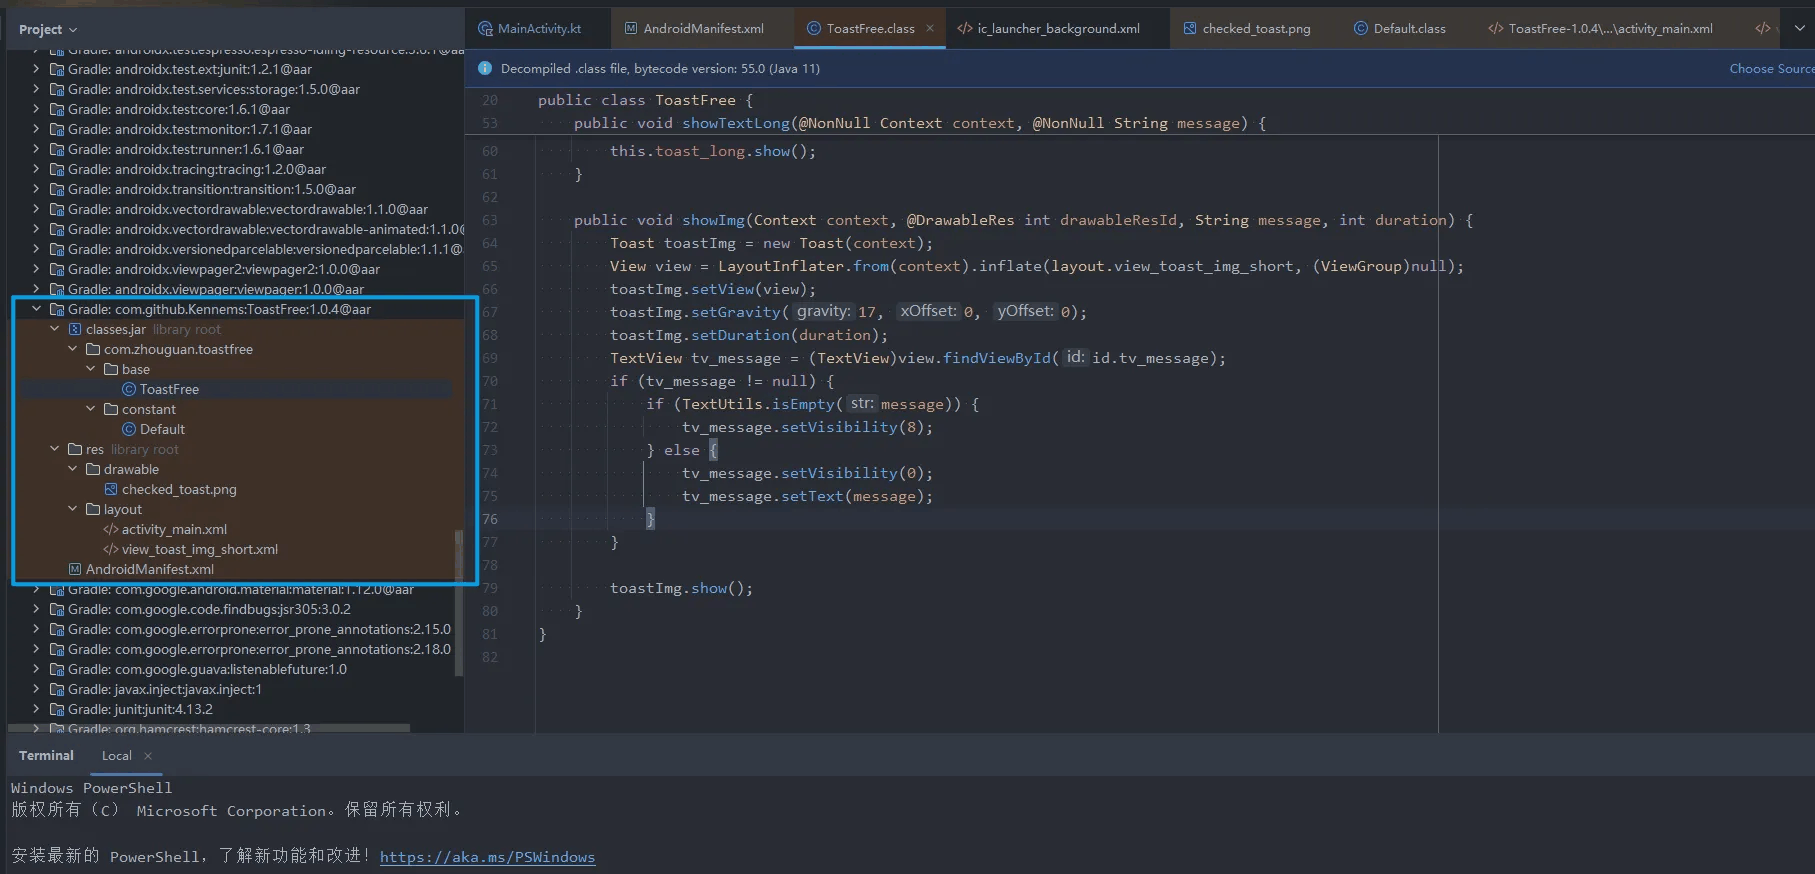 Project
MainActivity.kt
AndroidManifest.xml
ToastFree.class
ic_launcher_background.xml
checked_toast.png
Default.class
ToastFree-1.0.4\...\activity_main.xml
Gradle: androidx.test.espresso:espresso-idling-resource:3.6.1@aa
Gradle: androidx.test.ext:junit:1.2.1@aar
Gradle: androidx.test.services:storage:1.5.0@aar
Gradle: androidx.test:core:1.6.1@aar
Gradle: androidx.test:monitor:1.7.1@aar
Gradle: androidx.test:runner:1.6.1@aar
Gradle: androidx.tracing:tracing:1.2.0@aar
Gradle: androidx.transition:transition:1.5.0@aar
Gradle: androidx.vectordrawable:vectordrawable:1.1.0@aar
Gradle: androidx.vectordrawable:vectordrawable-animated:1.1.0@
Gradle: androidx.versionedparcelable:versionedparcelable:1.1.1@
Gradle: androidx.viewpager2:viewpager2:1.0.0@aar
Gradle: androidx.viewpager:viewpager:1.0.0@aar
Gradle: com.github.Kennems:ToastFree:1.0.4@aar
classes.jar library root
com.zhouguan.toastfree
base
ToastFree
constant
Default
res library root
drawable
checked_toast.png
layout
activity_main.xml
view_toast_img_short.xml
AndroidManifest.xml
Gradle: com.google.android.material:material:1.12.0@aar
Gradle: com.google.code.findbugs:jsr305:3.0.2
Gradle: com.google.errorprone:error_prone_annotations:2.15.0
Gradle: com.google.errorprone:error_prone_annotations:2.18.0
Gradle: com.google.guava:listenablefuture:1.0
Gradle: javax.inject:javax.inject:1
Gradle: junit:junit:4.13.2
Gradle: org.hamcrest:hamcrest-core:1.3
Decompiled .class file, bytecode version: 55.0 (Java 11)
Choose Source
20 public class ToastFree {
53 public void showTextLong(@NonNull Context context, @NonNull String message) {
60 this.toast_long.show();
61 }
62
63 public void showImg(Context context, @DrawableRes int drawableResId, String message, int duration) {
64 Toast toastImg = new Toast(context);
65 View view = LayoutInflater.from(context).inflate(layout.view_toast_img_short, (ViewGroup)null);
66 toastImg.setView(view);
67 toastImg.setGravity( gravity: 17, xOffset: 0, yOffset: 0);
68 toastImg.setDuration(duration);
69 TextView tv_message = (TextView)view.findViewById( id: id.tv_message);
70 if (tv_message != null) {
71 if (TextUtils.isEmpty( str: message)) {
72 tv_message.setVisibility(8);
73 } else {
74 tv_message.setVisibility(0);
75 tv_message.setText(message);
76 }
77 }
78
79 toastImg.show();
80 }
81 }
82
Terminal Local
Windows PowerShell
版权所有（C） Microsoft Corporation。保留所有权利。
安装最新的 PowerShell，了解新功能和改进！https://aka.ms/PSWindows